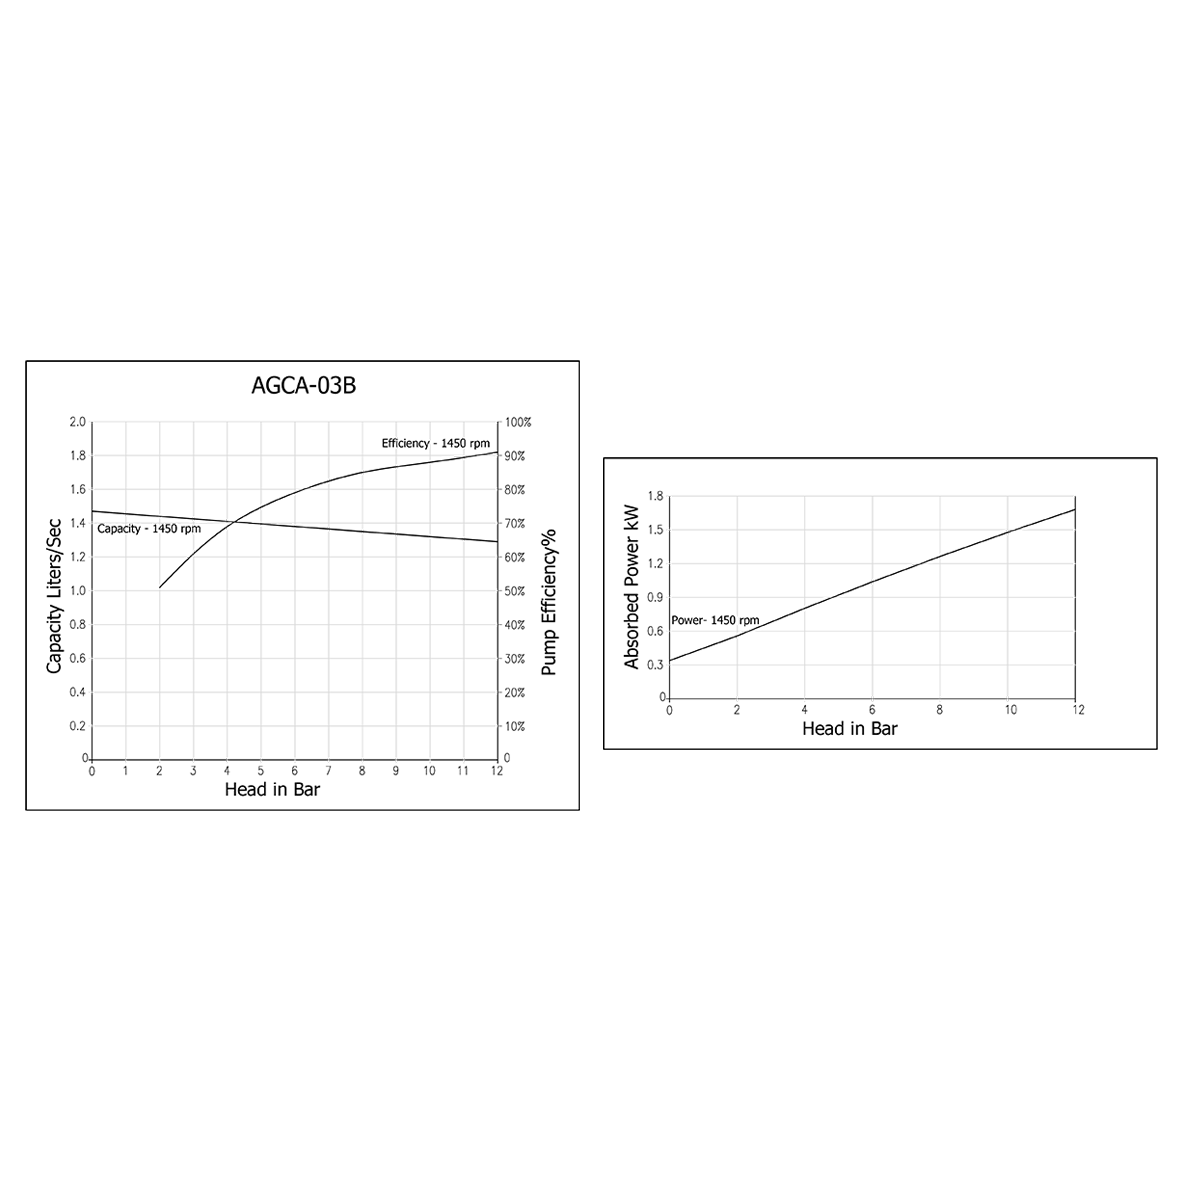 AGCA-03B
2.0
1.8
1.6
1.4
1.2
1.0
0.8
0.6
0.4
0.2
0
Capacity Liters/Sec
Efficiency - 1450 rpm
Capacity - 1450 rpm
100%
90%
80%
70%
60%
50%
40%
30%
20%
10%
0
Pump Efficiency%
0 1 2 3 4 5 6 7 8 9 10 11 12
Head in Bar
1.8
1.5
1.2
0.9
0.6
0.3
0
Absorbed Power kW
Power- 1450 rpm
0 2 4 6 8 10 12
Head in Bar